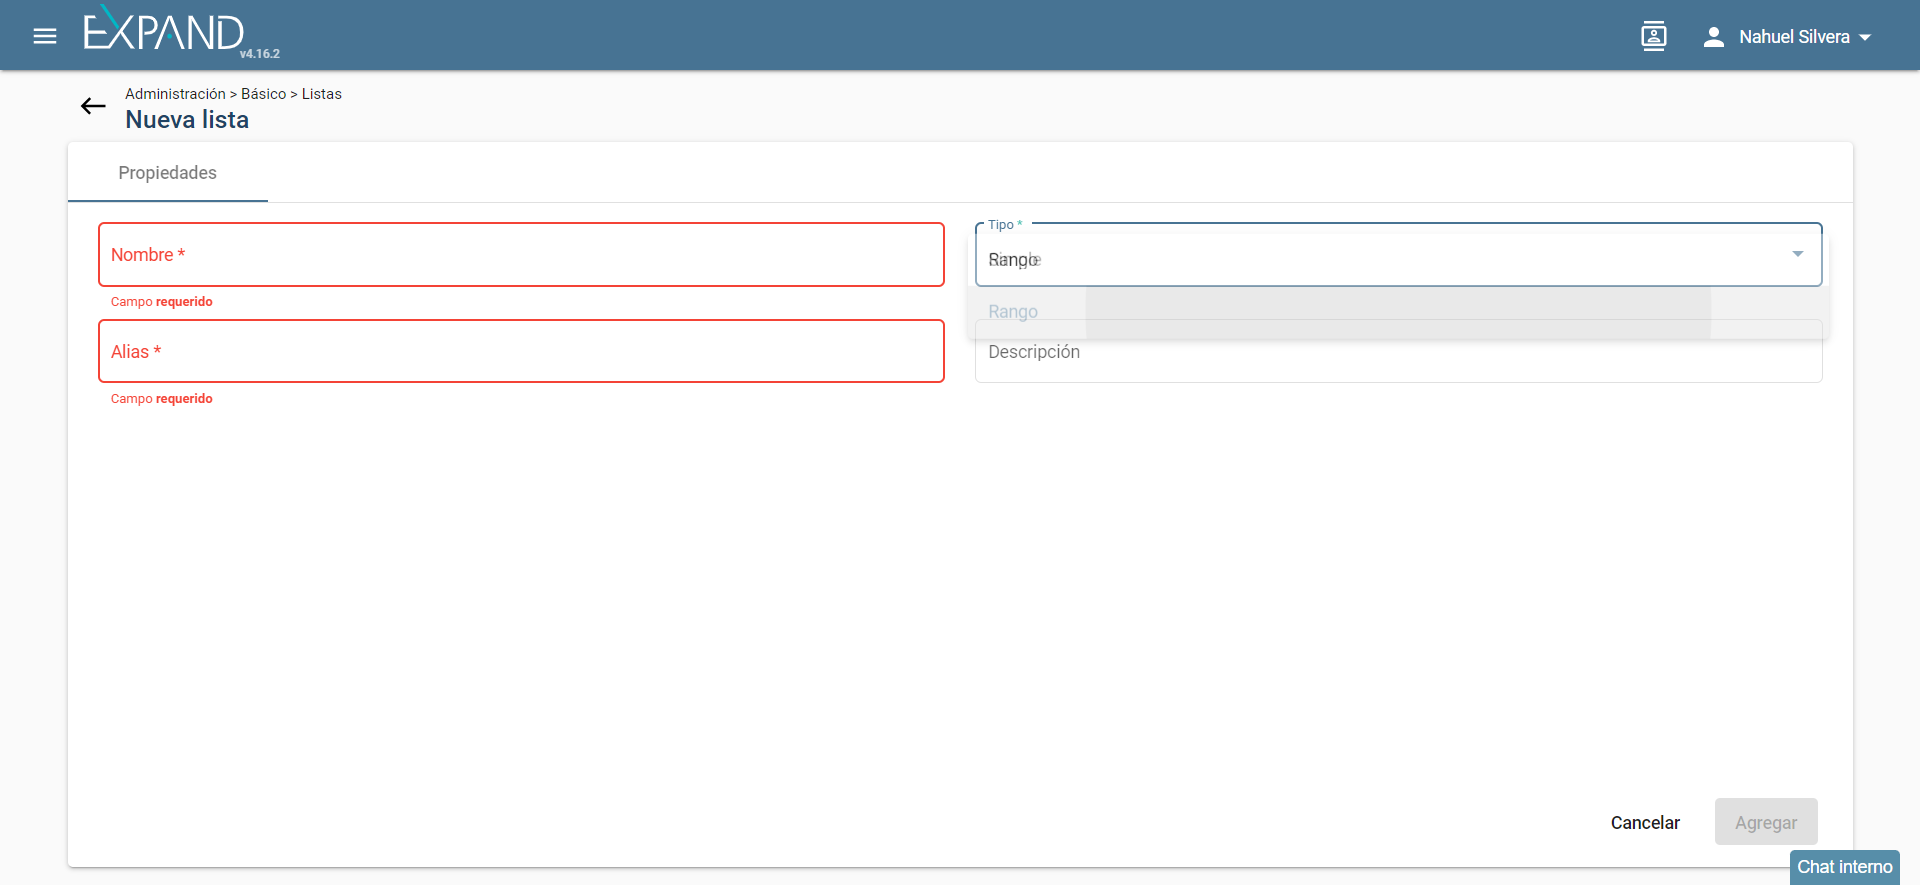 EXPAND
v4.16.2
Nahuel Silvera
Administración > Básico > Listas
Nueva lista
Propiedades
Nombre *
Campo requerido
Tipo *
Rango
Rango
Alias *
Campo requerido
Descripción
Cancelar
Agregar
Chat interno